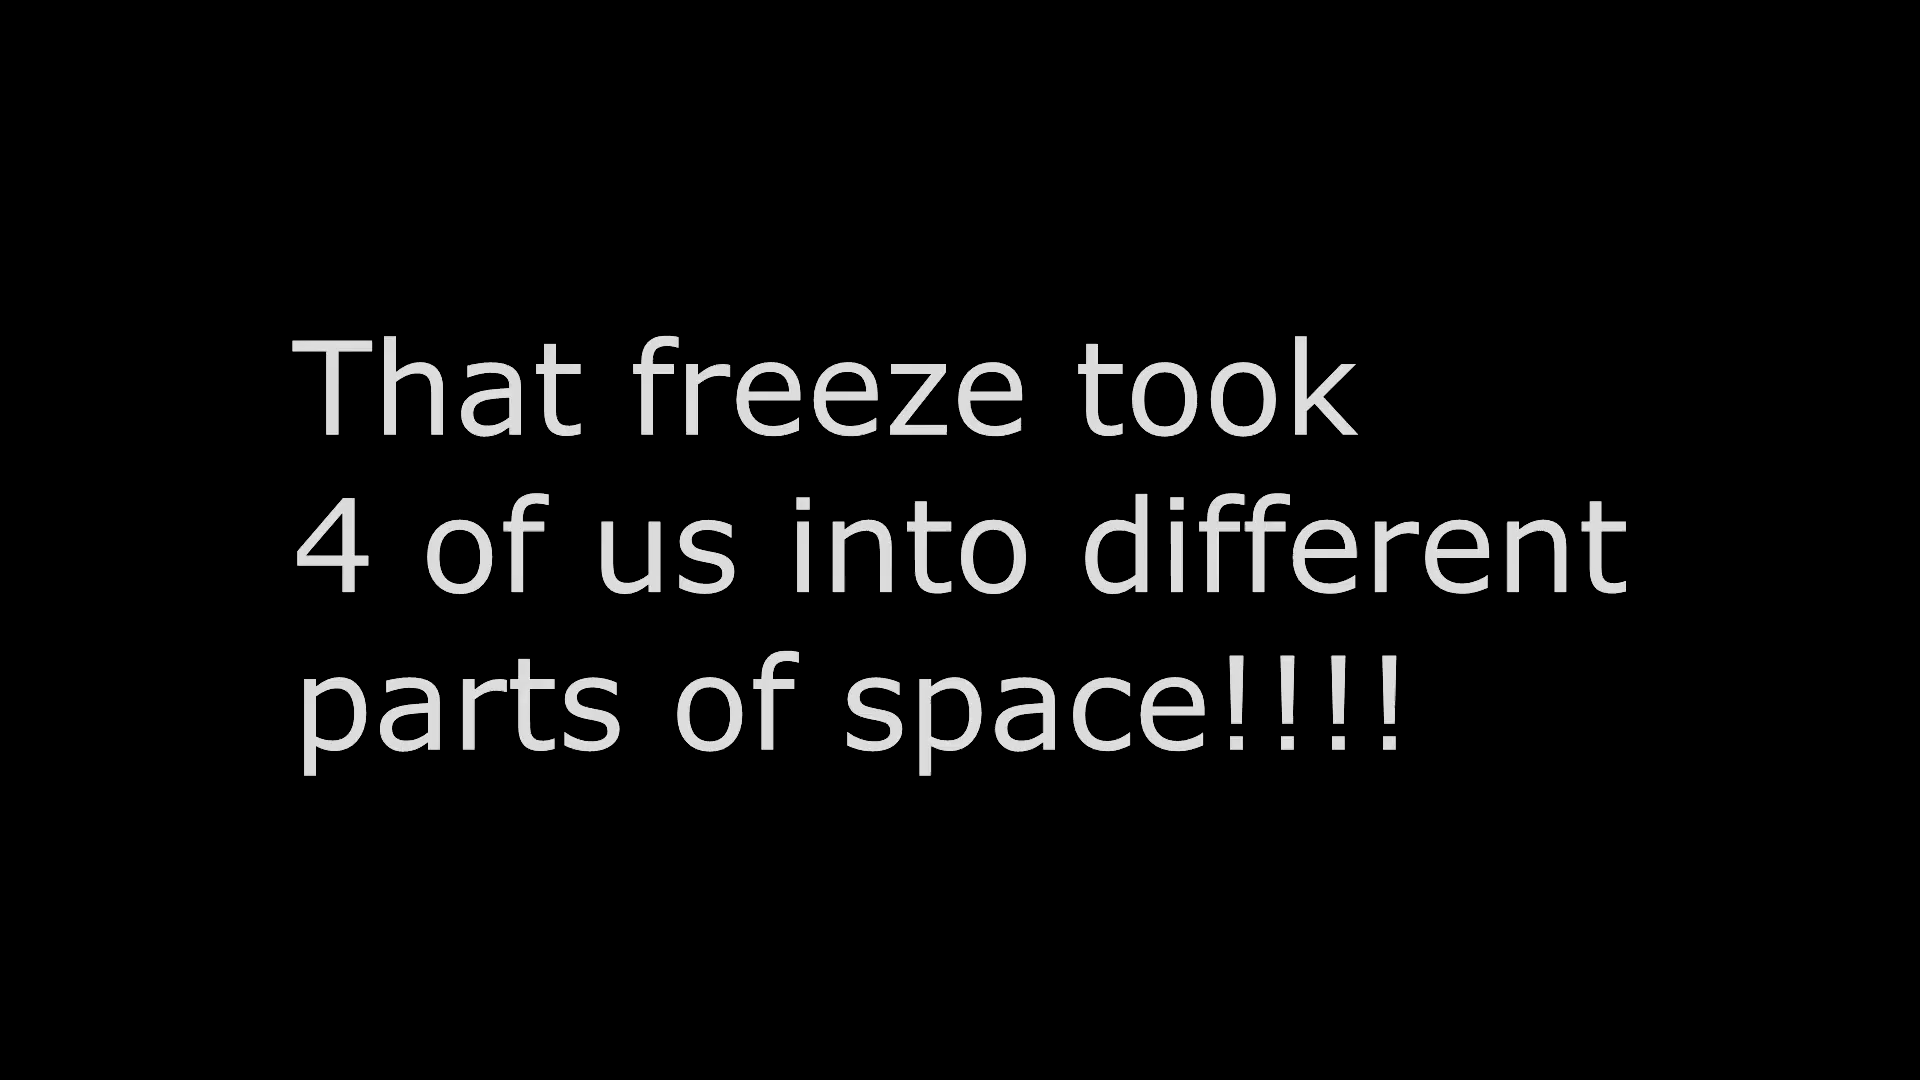 That freeze took
4 of us into different
parts of space!!!!